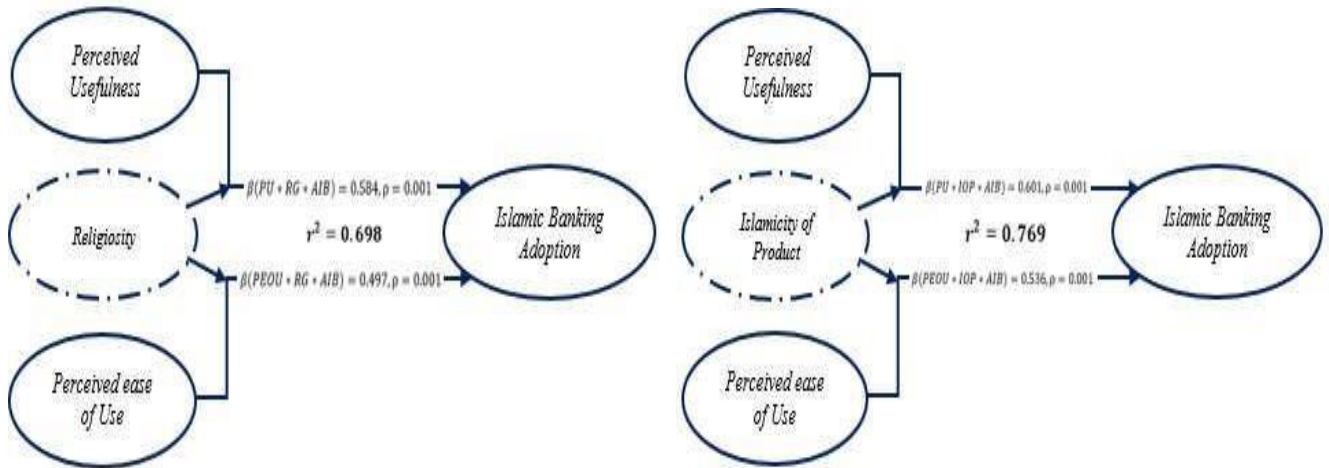 Perceived
Usefulness
β(PU * RG * AIB) = 0.584, ρ = 0.001
Religiosity
r² = 0.698
Islamic Banking
Adoption
β(PEOU * RG * AIB) = 0.497, ρ = 0.001
Perceived ease
of Use
Perceived
Usefulness
β(PU * IOP * AIB) = 0.601, ρ = 0.001
Islamicity of
Product
r² = 0.769
Islamic Banking
Adoption
β(PEOU * IOP * AIB) = 0.536, ρ = 0.001
Perceived ease
of Use